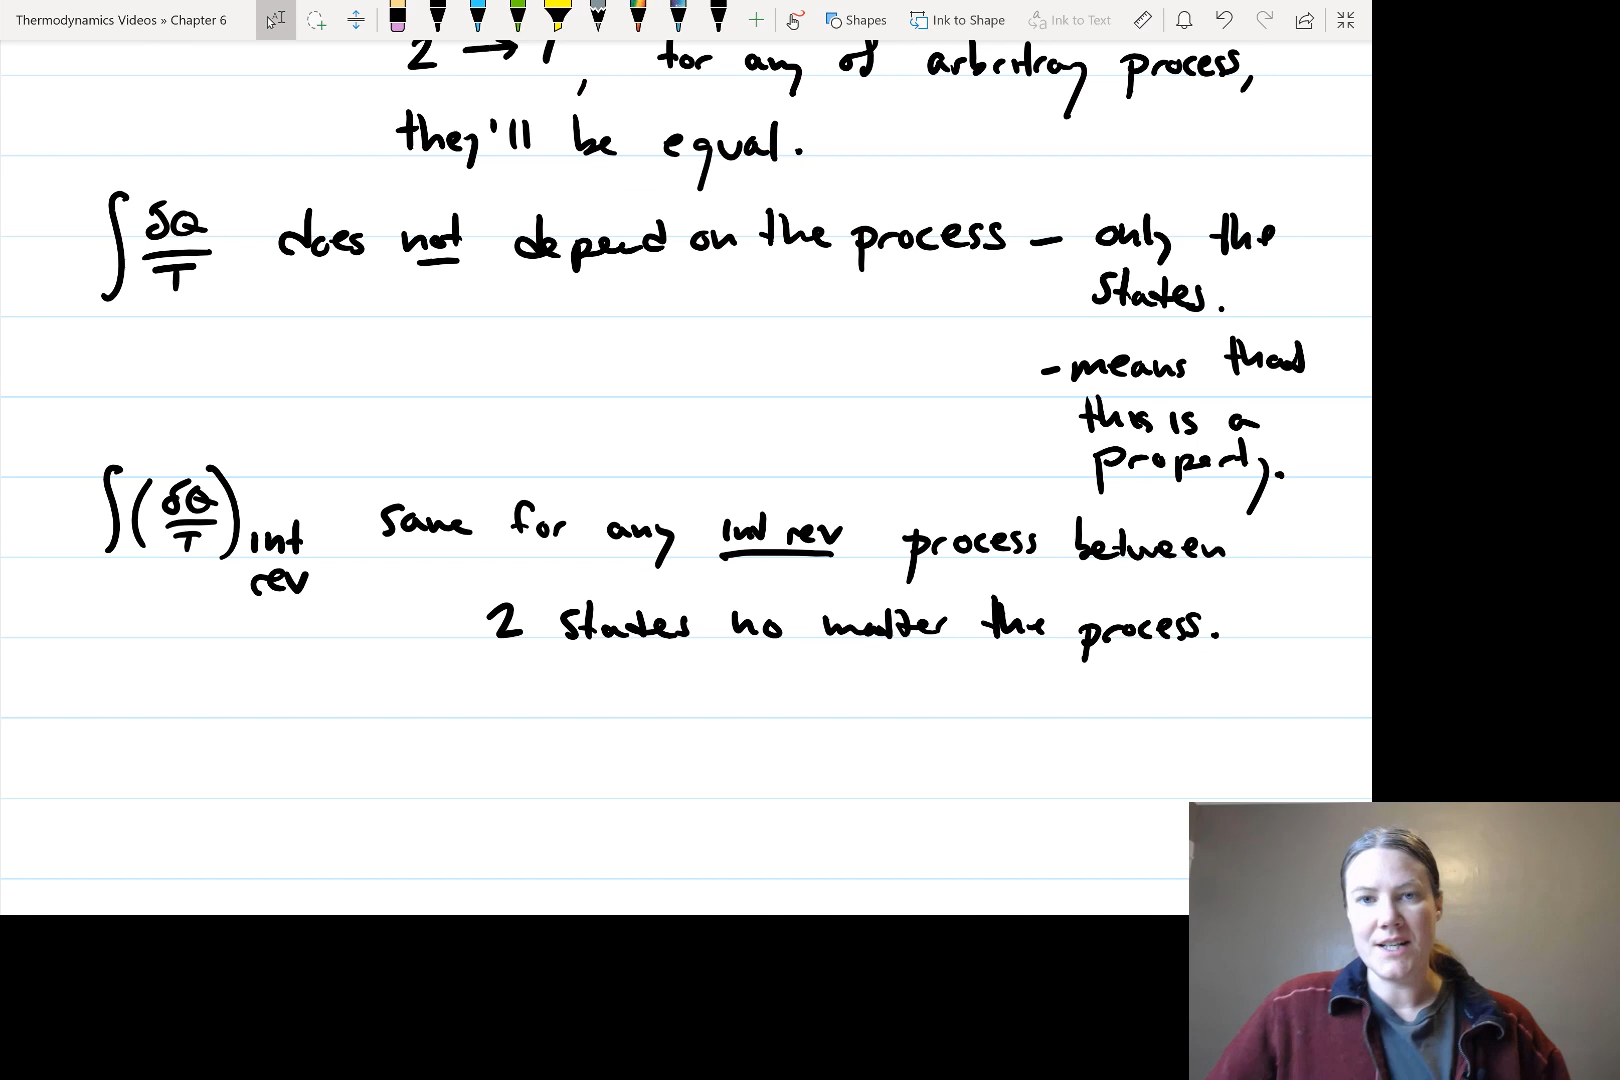 Thermodynamics Videos » Chapter 6
Shapes
Ink to Shape
Ink to Text
2 → 1, for any of arbritray process,
they'll be equal.
∫ δQ/T does not depend on the process – only the
states.
- means that
this is a
property.
∫(δQ/T) int rev same for any int rev process between
2 states no matter the process.